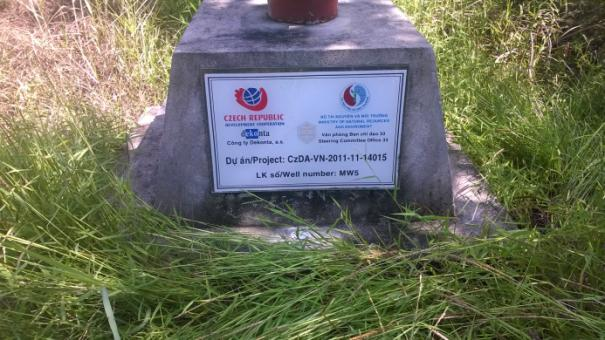 CZECH REPUBLIC
DEVELOPMENT COOPERATION
dekonta
Công ty Dekonta, a.s.
BỘ TÀI NGUYÊN VÀ MÔI TRƯỜNG
MINISTRY OF NATURAL RESOURCES
AND ENVIRONMENT
Văn phòng Ban chỉ đạo 33
Steering Committee Office 33
Dự án/Project: CzDA-VN-2011-11-14015
LK số/Well number: MW5